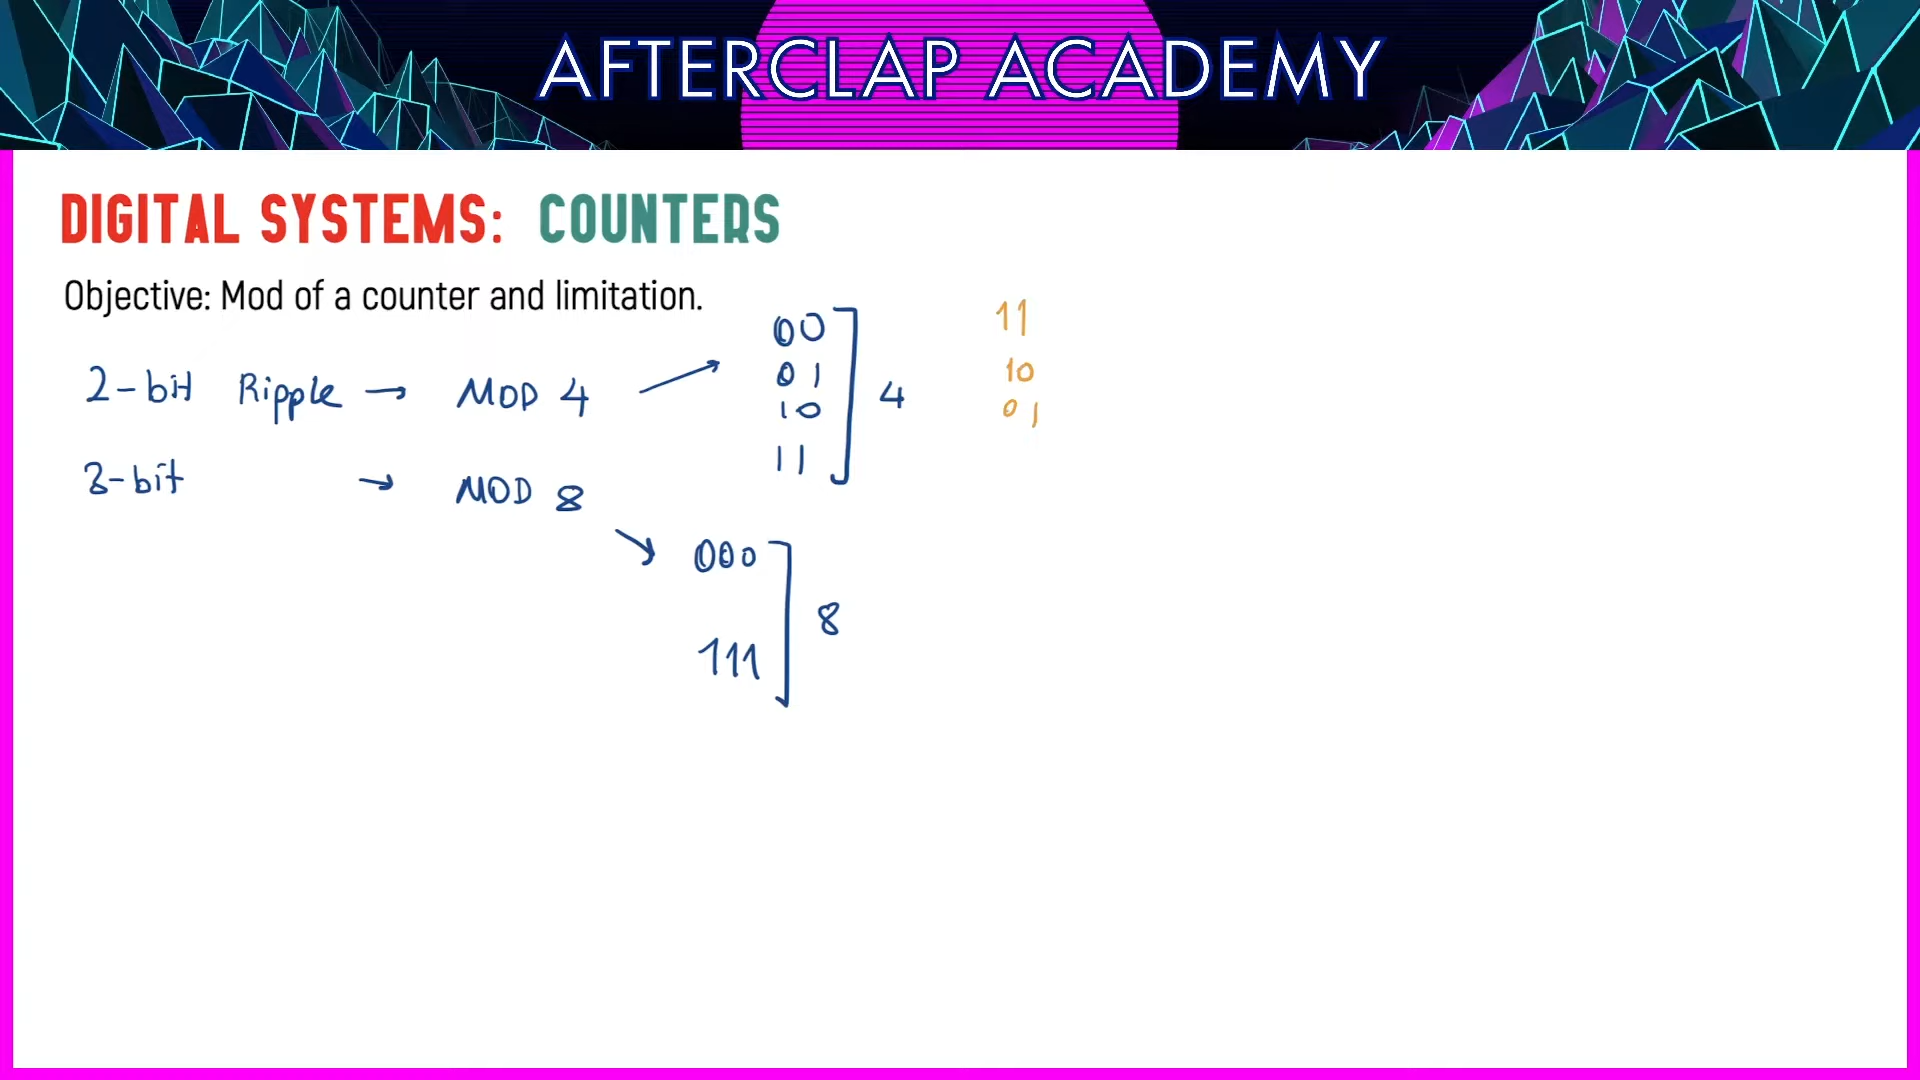 AFTERCLAP ACADEMY
DIGITAL SYSTEMS: COUNTERS
Objective: Mod of a counter and limitation.
2-bit Ripple → MOD 4
00
01
10
11
4
11
10
01
3-bit → MOD 8
000
111
8